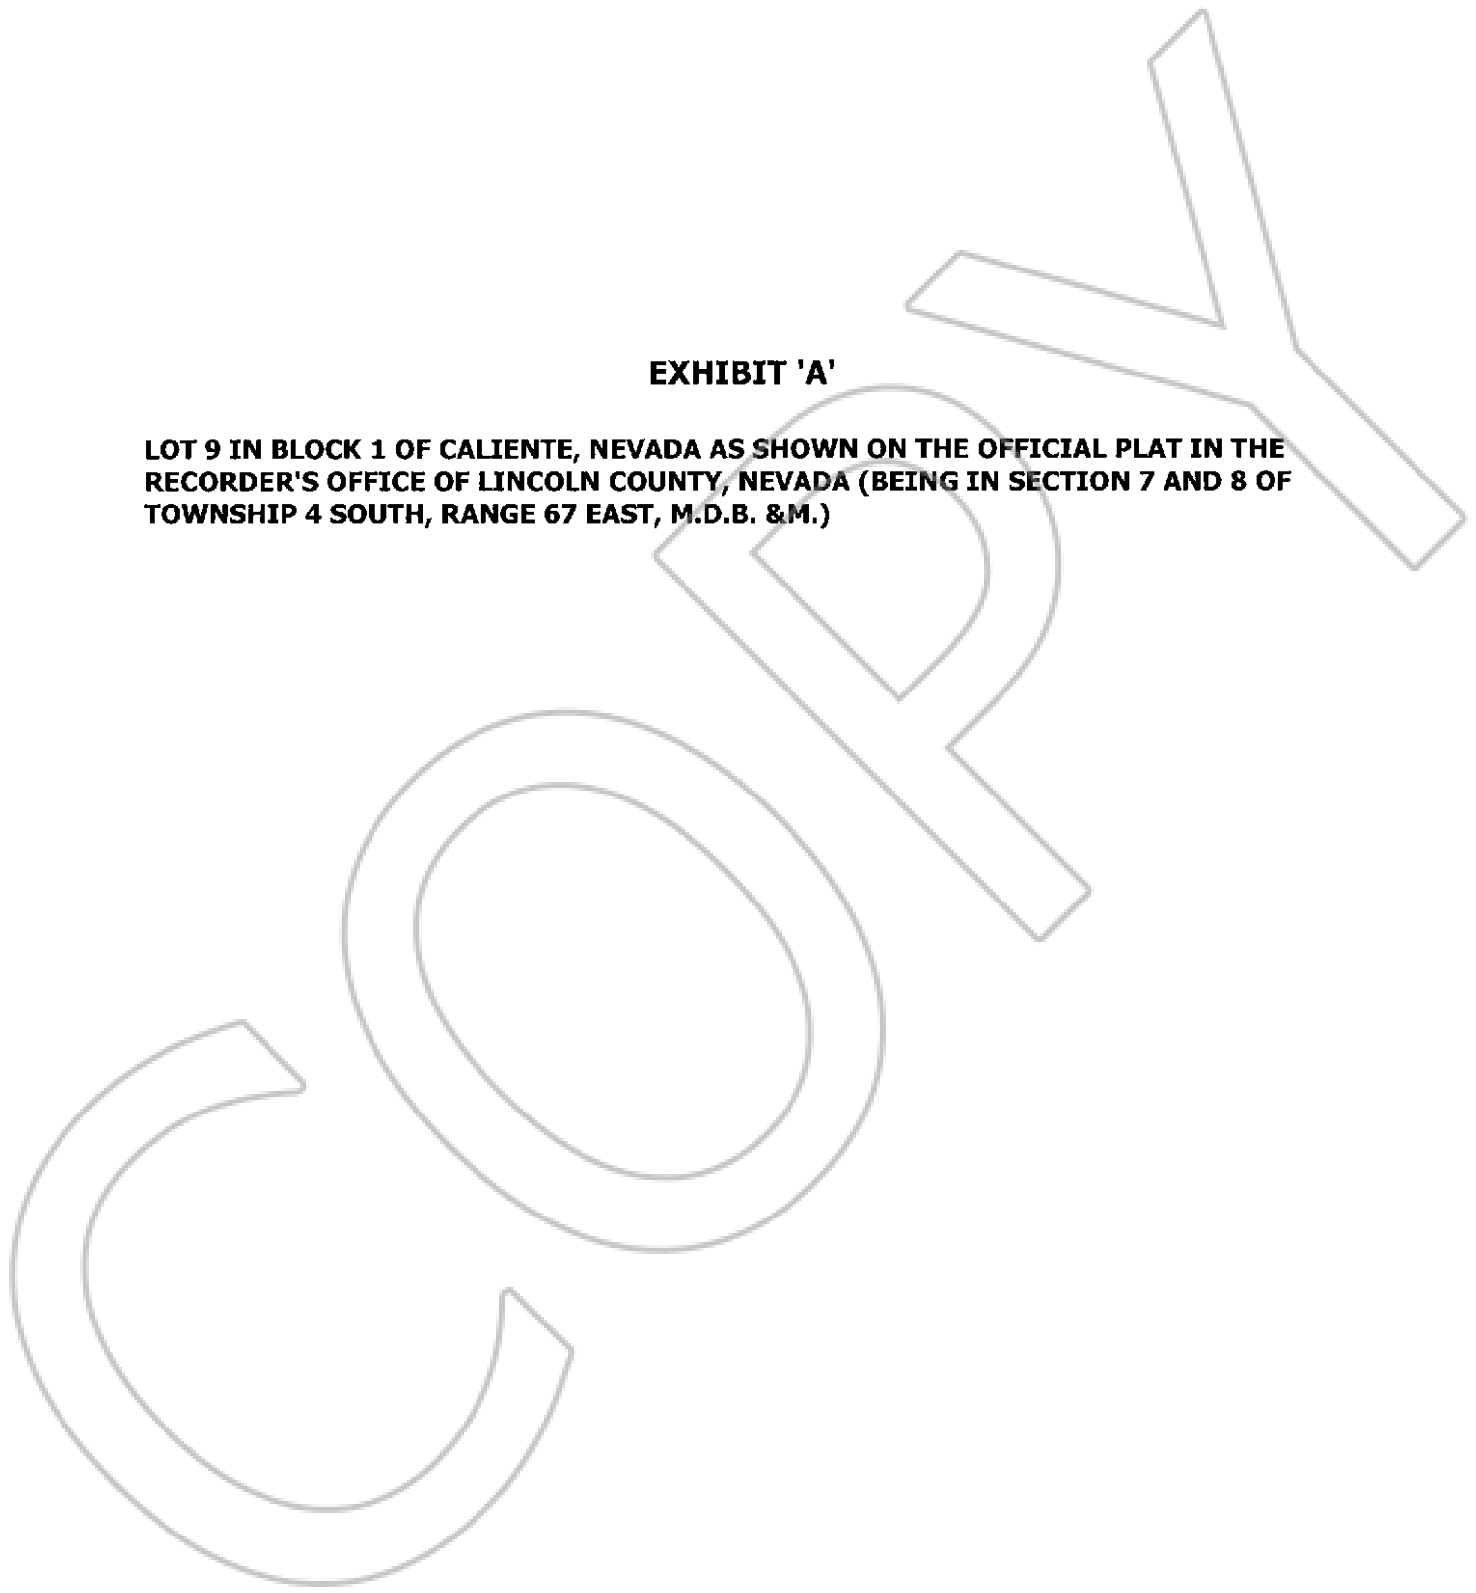 EXHIBIT 'A'
LOT 9 IN BLOCK 1 OF CALIENTE, NEVADA AS SHOWN ON THE OFFICIAL PLAT IN THE
RECORDER'S OFFICE OF LINCOLN COUNTY, NEVADA (BEING IN SECTION 7 AND 8 OF
TOWNSHIP 4 SOUTH, RANGE 67 EAST, M.D.B. &M.)
COPY